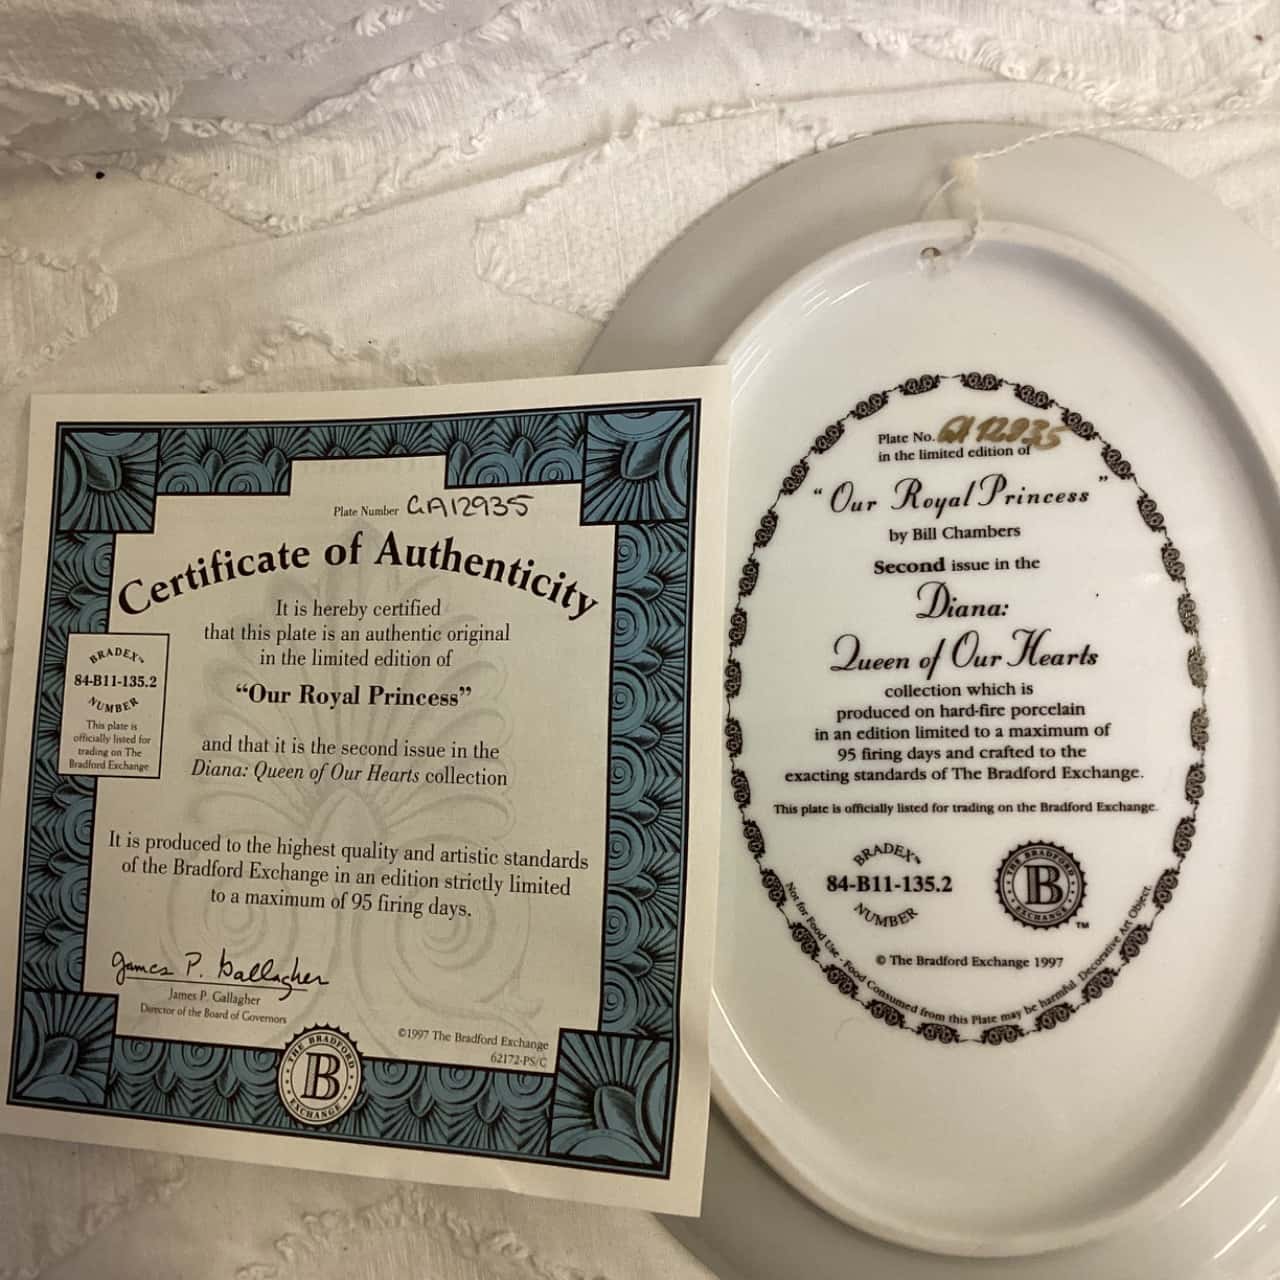 Plate Number GA12935
Certificate of Authenticity
It is hereby certified
that this plate is an authentic original
in the limited edition of
“Our Royal Princess”
and that it is the second issue in the
Diana: Queen of Our Hearts collection
It is produced to the highest quality and artistic standards
of the Bradford Exchange in an edition strictly limited
to a maximum of 95 firing days.
BRADEX™
84-B11-135.2
NUMBER
This plate is
officially listed for
trading on The
Bradford Exchange
James P. Gallagher
James P. Gallagher
Director of the Board of Governors
©1997 The Bradford Exchange
62172-PS/C
THE BRADFORD
B
EXCHANGE
Plate No. GA12935
in the limited edition of
“Our Royal Princess”
by Bill Chambers
Second issue in the
Diana:
Queen of Our Hearts
collection which is
produced on hard-fire porcelain
in an edition limited to a maximum of
95 firing days and crafted to the
exacting standards of The Bradford Exchange.
This plate is officially listed for trading on the Bradford Exchange.
BRADEX™
84-B11-135.2
NUMBER
THE BRADFORD
B
EXCHANGE
™
© The Bradford Exchange 1997
Not for Food Use - Food Consumed from this Plate may be harmful. Decorative Art Object.